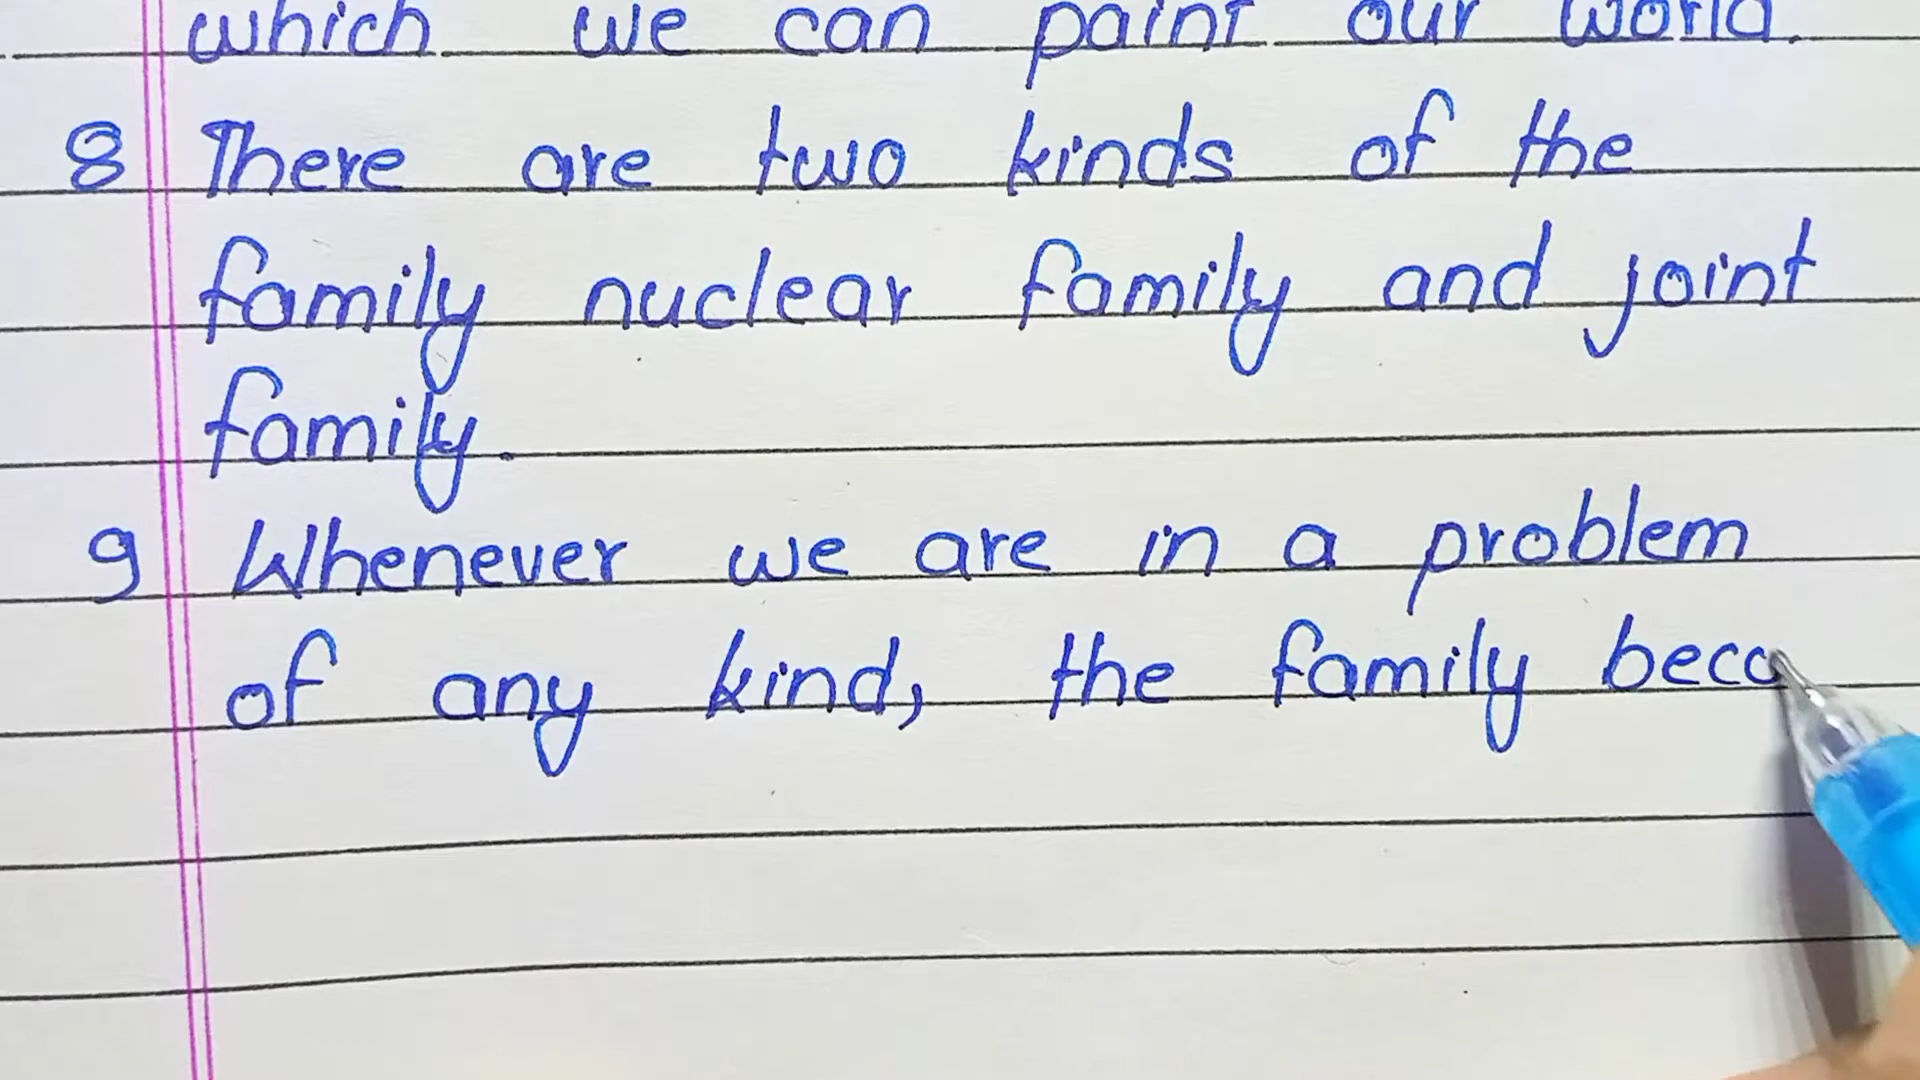 which we can paint our world.
8 There are two kinds of the
family nuclear family and joint
family.
9 Whenever we are in a problem
of any kind, the family beco